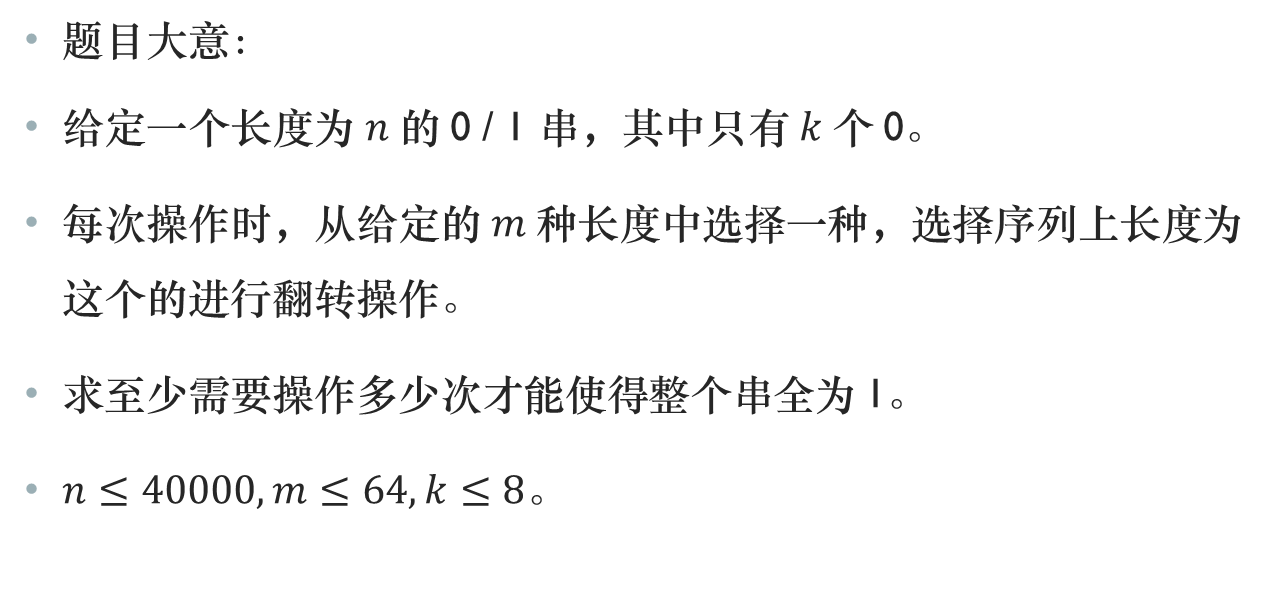 • 题目大意：
• 给定一个长度为 n 的 0 / 1 串，其中只有 k 个 0。
• 每次操作时，从给定的 m 种长度中选择一种，选择序列上长度为
这个的进行翻转操作。
• 求至少需要操作多少次才能使得整个串全为 1。
• n ≤ 40000, m ≤ 64, k ≤ 8。